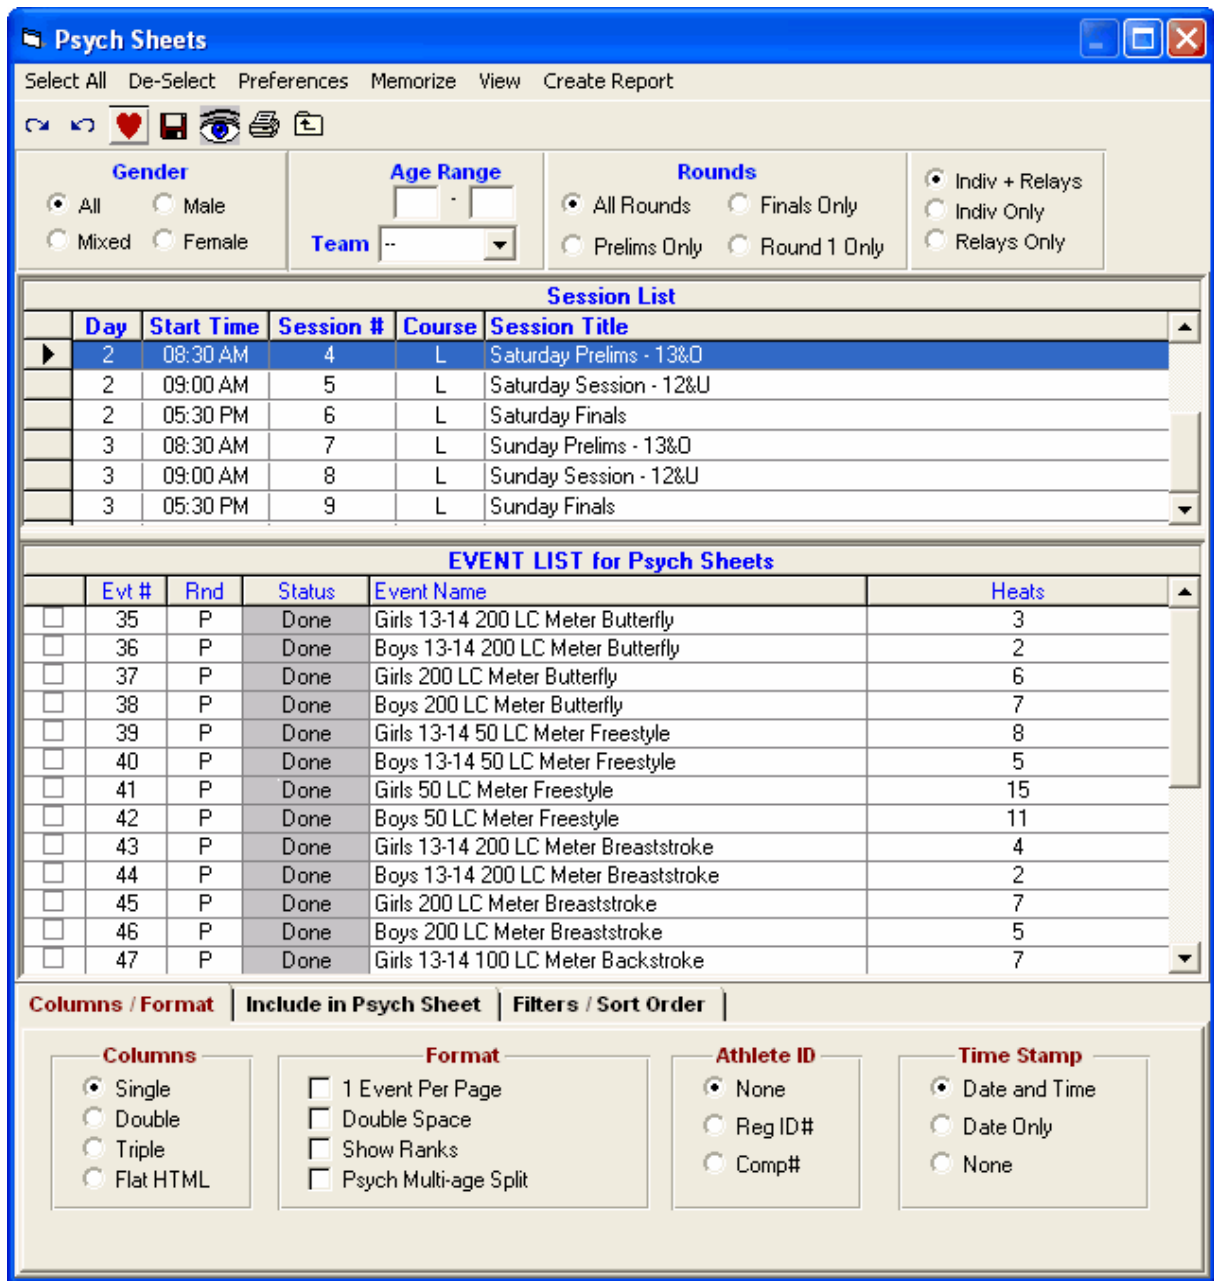 Psych Sheets
Select All De-Select Preferences Memorize View Create Report
Gender
All Male
Mixed Female
Age Range
-
Team --
Rounds
All Rounds Finals Only
Prelims Only Round 1 Only
Indiv + Relays
Indiv Only
Relays Only
Session List
Day Start Time Session # Course Session Title
2 08:30 AM 4 L Saturday Prelims - 13&O
2 09:00 AM 5 L Saturday Session - 12&U
2 05:30 PM 6 L Saturday Finals
3 08:30 AM 7 L Sunday Prelims - 13&O
3 09:00 AM 8 L Sunday Session - 12&U
3 05:30 PM 9 L Sunday Finals
EVENT LIST for Psych Sheets
Evt # Rnd Status Event Name Heats
35 P Done Girls 13-14 200 LC Meter Butterfly 3
36 P Done Boys 13-14 200 LC Meter Butterfly 2
37 P Done Girls 200 LC Meter Butterfly 6
38 P Done Boys 200 LC Meter Butterfly 7
39 P Done Girls 13-14 50 LC Meter Freestyle 8
40 P Done Boys 13-14 50 LC Meter Freestyle 5
41 P Done Girls 50 LC Meter Freestyle 15
42 P Done Boys 50 LC Meter Freestyle 11
43 P Done Girls 13-14 200 LC Meter Breaststroke 4
44 P Done Boys 13-14 200 LC Meter Breaststroke 2
45 P Done Girls 200 LC Meter Breaststroke 7
46 P Done Boys 200 LC Meter Breaststroke 5
47 P Done Girls 13-14 100 LC Meter Backstroke 7
Columns / Format Include in Psych Sheet Filters / Sort Order
Columns
Single
Double
Triple
Flat HTML
Format
1 Event Per Page
Double Space
Show Ranks
Psych Multi-age Split
Athlete ID
None
Reg ID#
Comp#
Time Stamp
Date and Time
Date Only
None